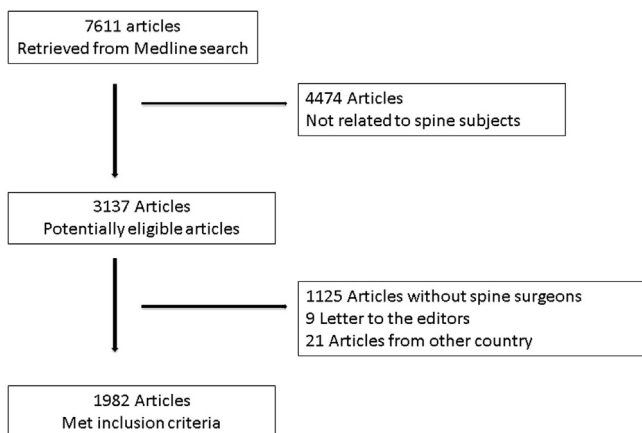 7611 articles
Retrieved from Medline search
4474 Articles
Not related to spine subjects
3137 Articles
Potentially eligible articles
1125 Articles without spine surgeons
9 Letter to the editors
21 Articles from other country
1982 Articles
Met inclusion criteria